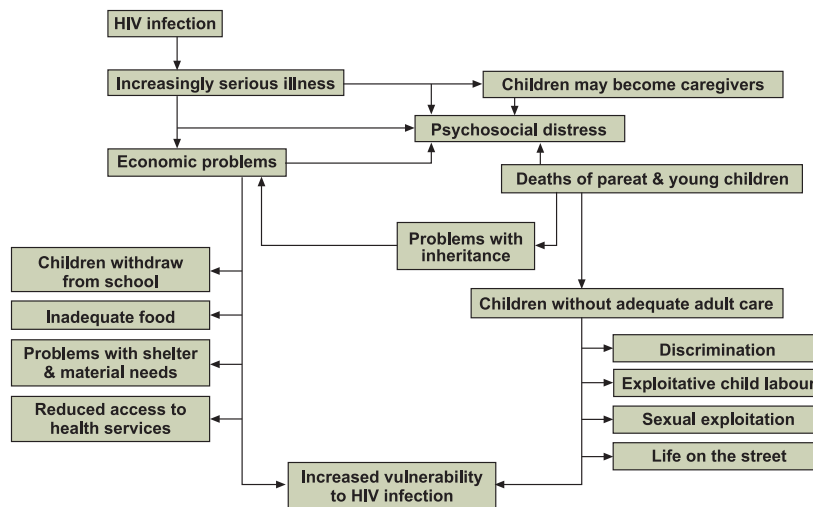 HIV infection
Increasingly serious illness
Children may become caregivers
Psychosocial distress
Economic problems
Deaths of pareat & young children
Problems with
inheritance
Children withdraw
from school
Inadequate food
Problems with shelter
& material needs
Reduced access to
health services
Children without adequate adult care
Discrimination
Exploitative child labour
Sexual exploitation
Life on the street
Increased vulnerability
to HIV infection